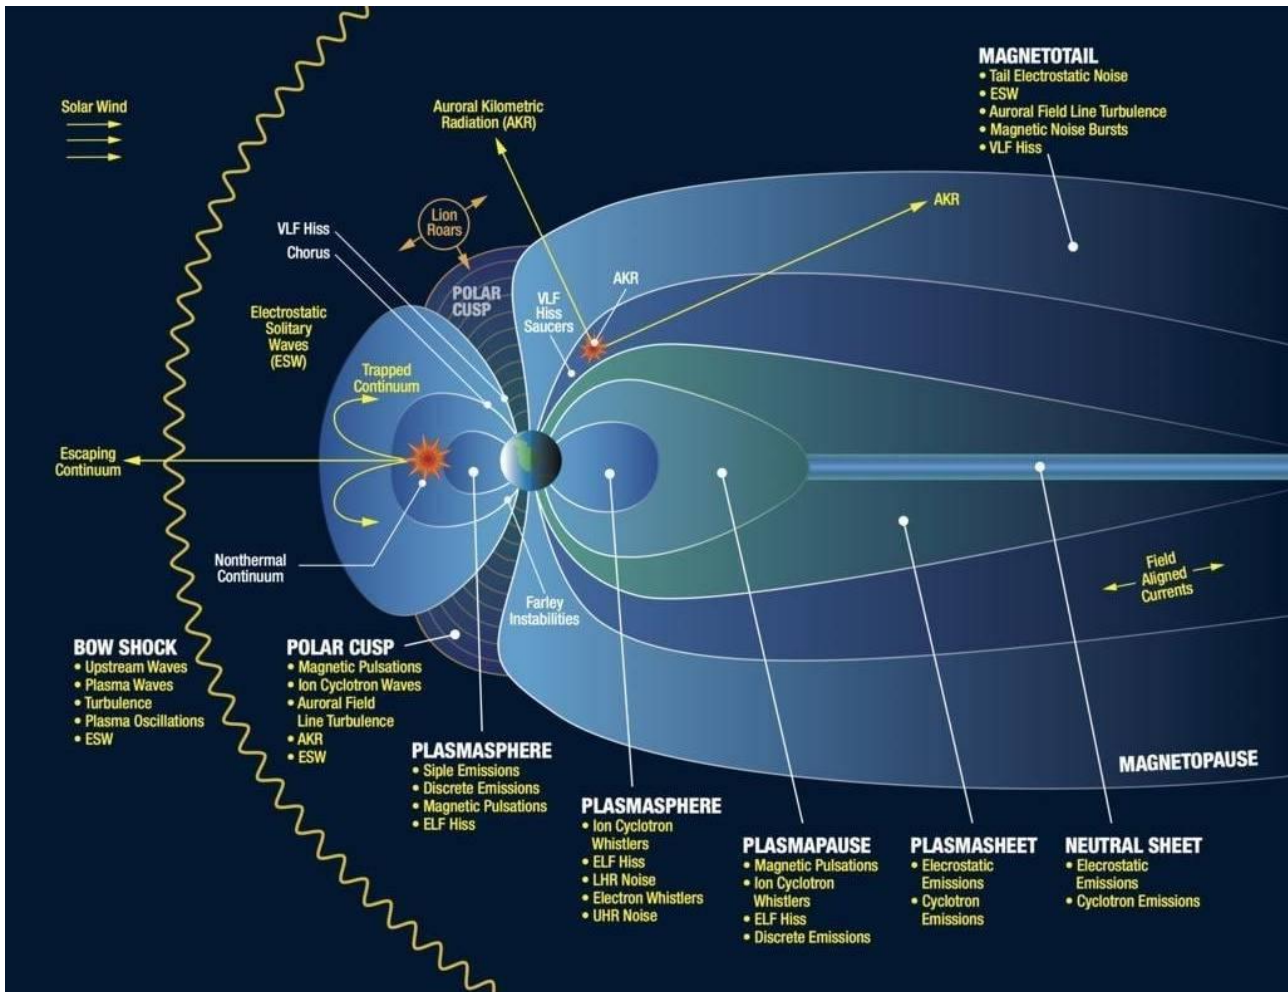 Solar Wind
Auroral Kilometric
Radiation (AKR)
MAGNETOTAIL
• Tail Electrostatic Noise
• ESW
• Auroral Field Line Turbulence
• Magnetic Noise Bursts
• VLF Hiss
Lion
Roars
AKR
VLF Hiss
Chorus
POLAR
CUSP
AKR
VLF
Hiss
Saucers
Electrostatic
Solitary
Waves
(ESW)
Trapped
Continuum
Escaping
Continuum
Nonthermal
Continuum
Farley
Instabilities
Field
Aligned
Currents
BOW SHOCK
• Upstream Waves
• Plasma Waves
• Turbulence
• Plasma Oscillations
• ESW
POLAR CUSP
• Magnetic Pulsations
• Ion Cyclotron Waves
• Auroral Field
Line Turbulence
• AKR
• ESW
PLASMASPHERE
• Siple Emissions
• Discrete Emissions
• Magnetic Pulsations
• ELF Hiss
PLASMASPHERE
• Ion Cyclotron
Whistlers
• ELF Hiss
• LHR Noise
• Electron Whistlers
• UHR Noise
MAGNETOPAUSE
PLASMAPAUSE
• Magnetic Pulsations
• Ion Cyclotron
Whistlers
• ELF Hiss
• Discrete Emissions
PLASMASHEET
• Elecrostatic
Emissions
• Cyclotron
Emissions
NEUTRAL SHEET
• Elecrostatic
Emissions
• Cyclotron Emissions